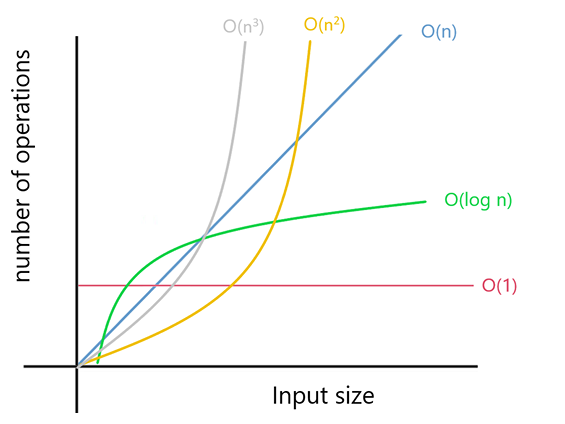 O(n³)
O(n²)
O(n)
number of operations
O(log n)
O(1)
Input size